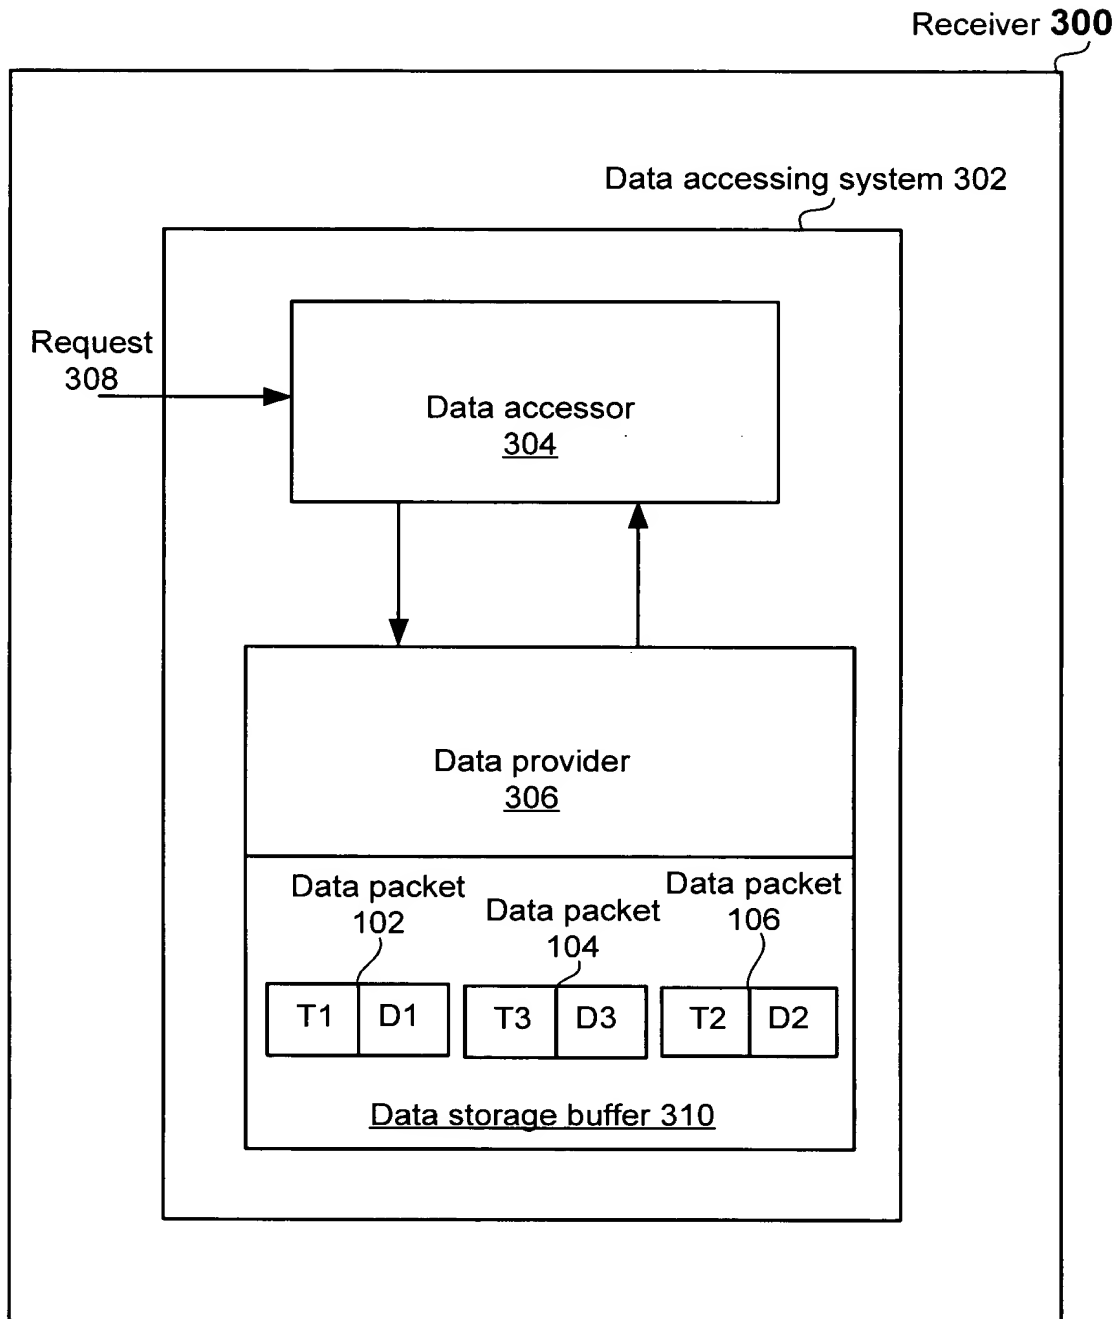 Receiver 300
Data accessing system 302
Request
308
Data accessor
304
Data provider
306
Data packet
102
Data packet
104
Data packet
106
T1 D1
T3 D3
T2 D2
Data storage buffer 310